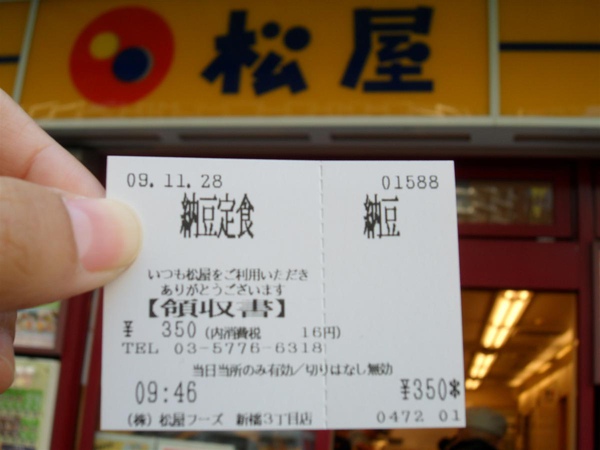 松屋
09.11.28 01588
納豆定食 納豆
いつも松屋をご利用いただき
ありがとうございます
【領収書】
¥ 350 (内消費税 16円)
TEL 03-5776-6318
当日当所のみ有効/切りはなし無効
09:46 ¥350※
(株) 松屋フーズ 新橋3丁目店 0472 01